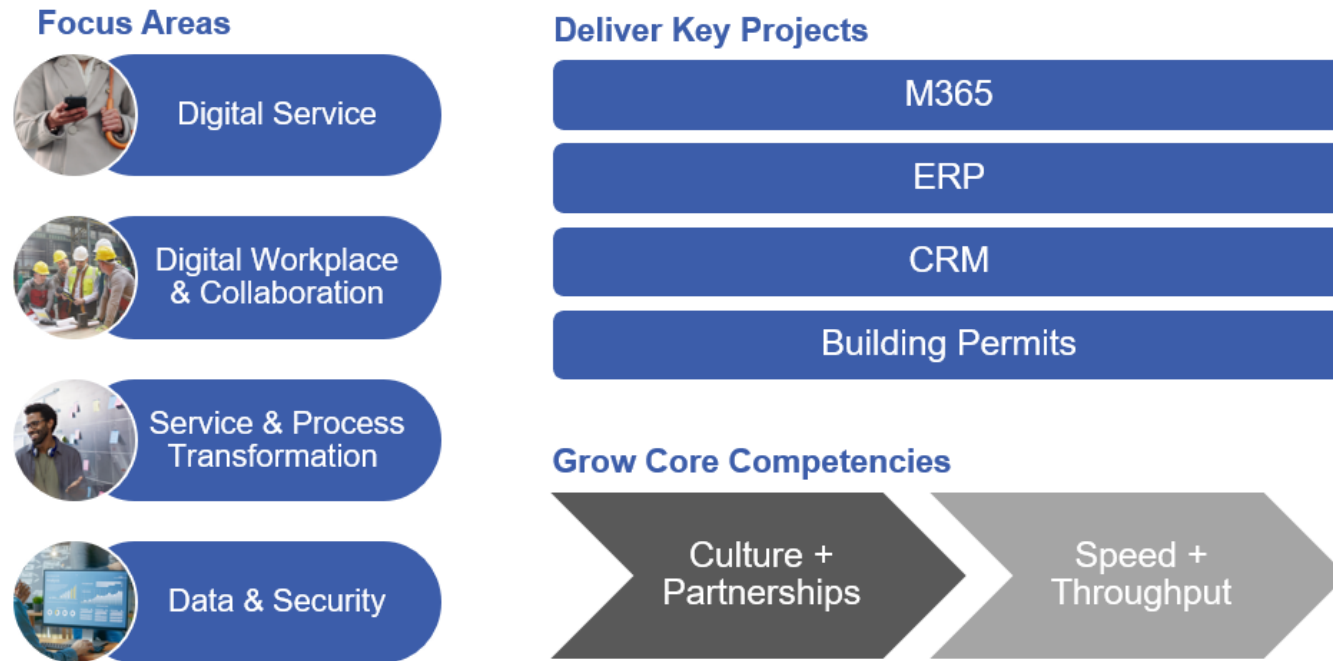 Focus Areas
Digital Service
Digital Workplace
& Collaboration
Service & Process
Transformation
Data & Security
Deliver Key Projects
M365
ERP
CRM
Building Permits
Grow Core Competencies
Culture +
Partnerships
Speed +
Throughput